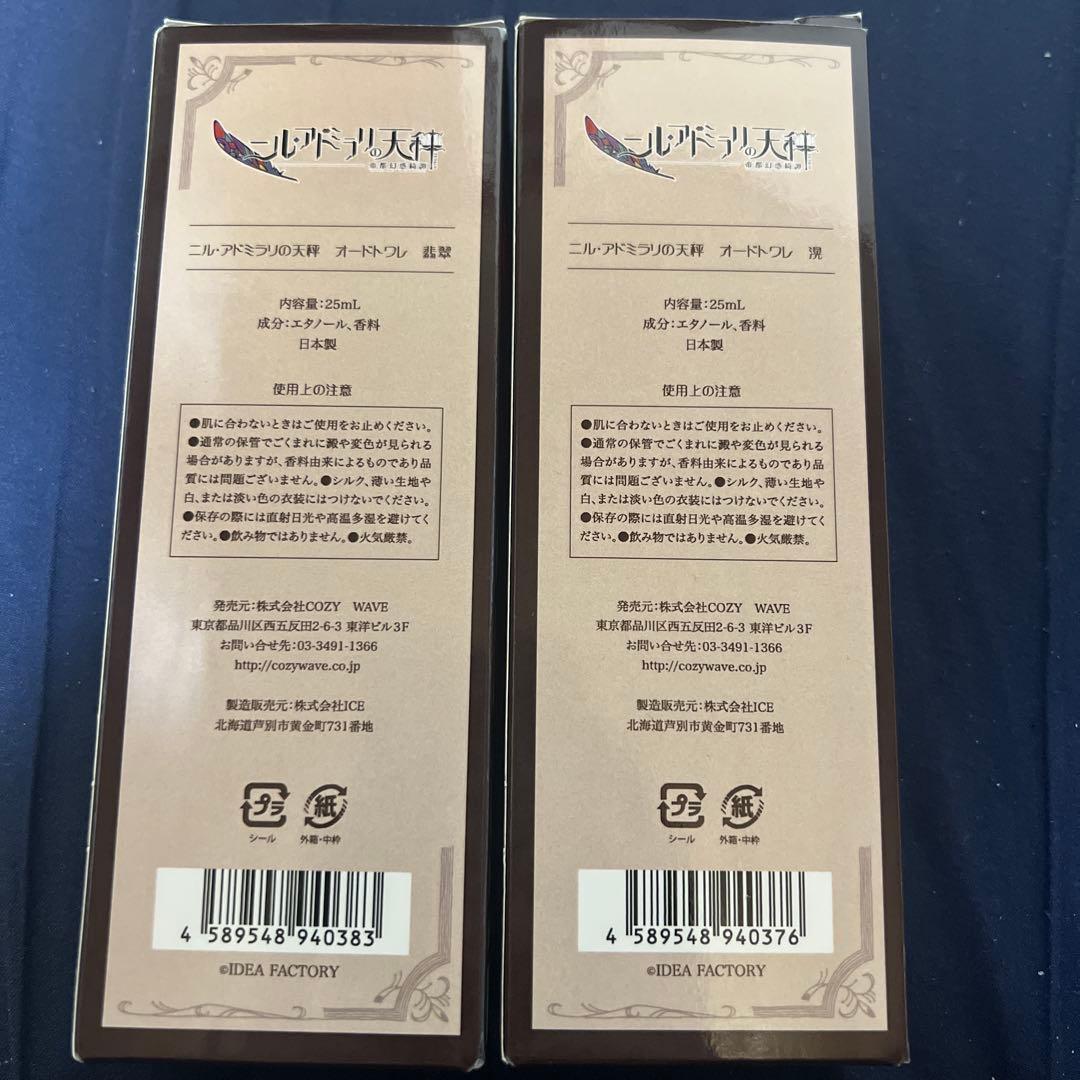 ニル・アドミラリの天秤
帝都幻惑綺譚
ニル・アドミラリの天秤 オードトワレ 翡翠
内容量:25mL
成分:エタノール、香料
日本製
使用上の注意
●肌に合わないときはご使用をお止めください。
●通常の保管でごくまれに澱や変色が見られる
場合がありますが、香料由来によるものであり品
質には問題ございません。●シルク、薄い生地や
白、または淡い色の衣装にはつけないでください。
●保存の際には直射日光や高温多湿を避けてく
ださい。●飲み物ではありません。●火気厳禁。
発売元:株式会社COZY WAVE
東京都品川区西五反田2-6-3 東洋ビル3F
お問い合せ先:03-3491-1366
http://cozywave.co.jp
製造販売元:株式会社ICE
北海道芦別市黄金町731番地
プラ
シール
紙
外箱・中枠
4 589548 940383
©IDEA FACTORY
ニル・アドミラリの天秤
帝都幻惑綺譚
ニル・アドミラリの天秤 オードトワレ 滉
内容量:25mL
成分:エタノール、香料
日本製
使用上の注意
●肌に合わないときはご使用をお止めください。
●通常の保管でごくまれに澱や変色が見られる
場合がありますが、香料由来によるものであり品
質には問題ございません。●シルク、薄い生地や
白、または淡い色の衣装にはつけないでください。
●保存の際には直射日光や高温多湿を避けてくだ
さい。●飲み物ではありません。●火気厳禁。
発売元:株式会社COZY WAVE
東京都品川区西五反田2-6-3 東洋ビル3F
お問い合せ先:03-3491-1366
http://cozywave.co.jp
製造販売元:株式会社ICE
北海道芦別市黄金町731番地
プラ
シール
紙
外箱・中枠
4 589548 940376
©IDEA FACTORY